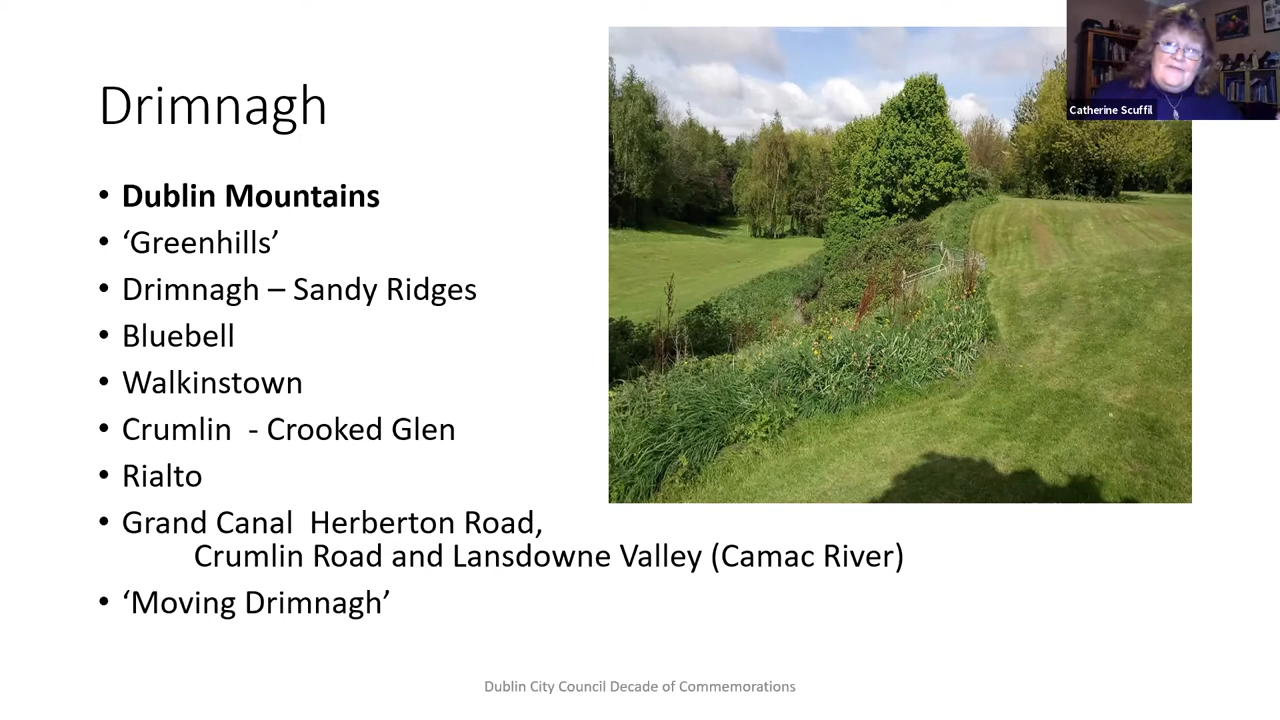 Drimnagh
Catherine Scuffil
• Dublin Mountains
• ‘Greenhills’
• Drimnagh – Sandy Ridges
• Bluebell
• Walkinstown
• Crumlin - Crooked Glen
• Rialto
• Grand Canal Herberton Road,
Crumlin Road and Lansdowne Valley (Camac River)
• ‘Moving Drimnagh’
Dublin City Council Decade of Commemorations